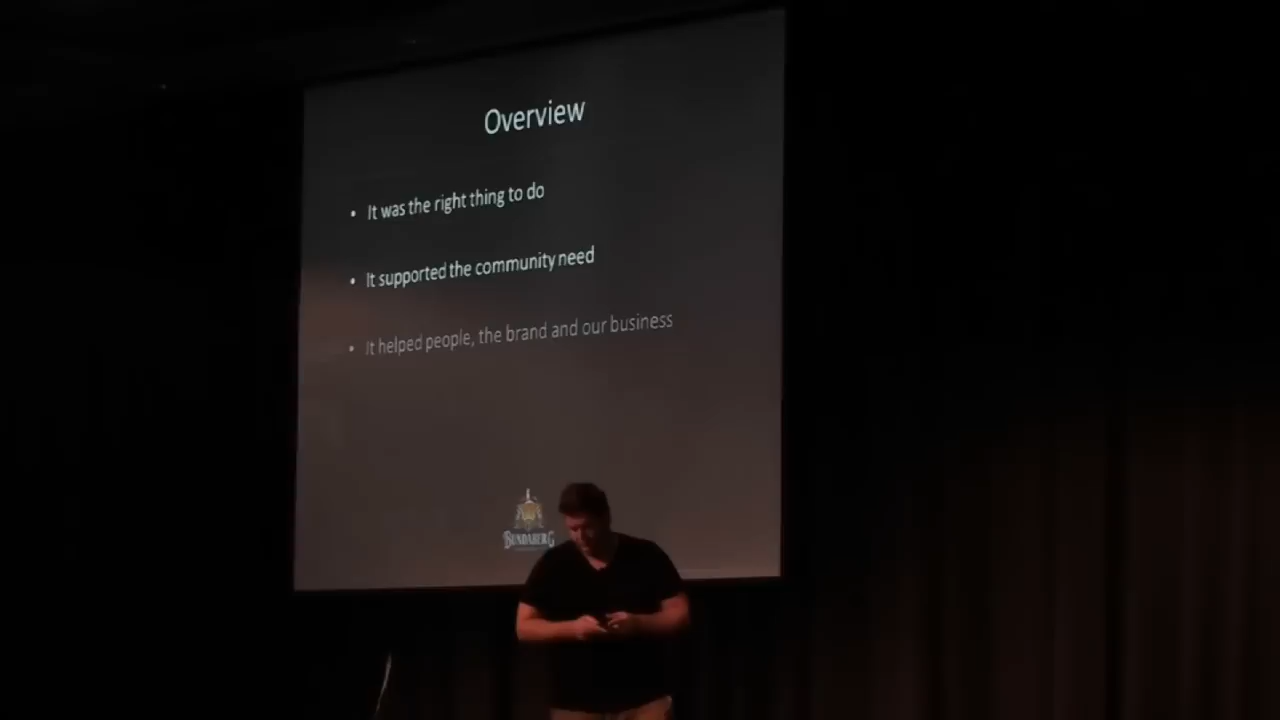 Overview
• It was the right thing to do
• It supported the community need
• It helped people, the brand and our business
BUNDABERG